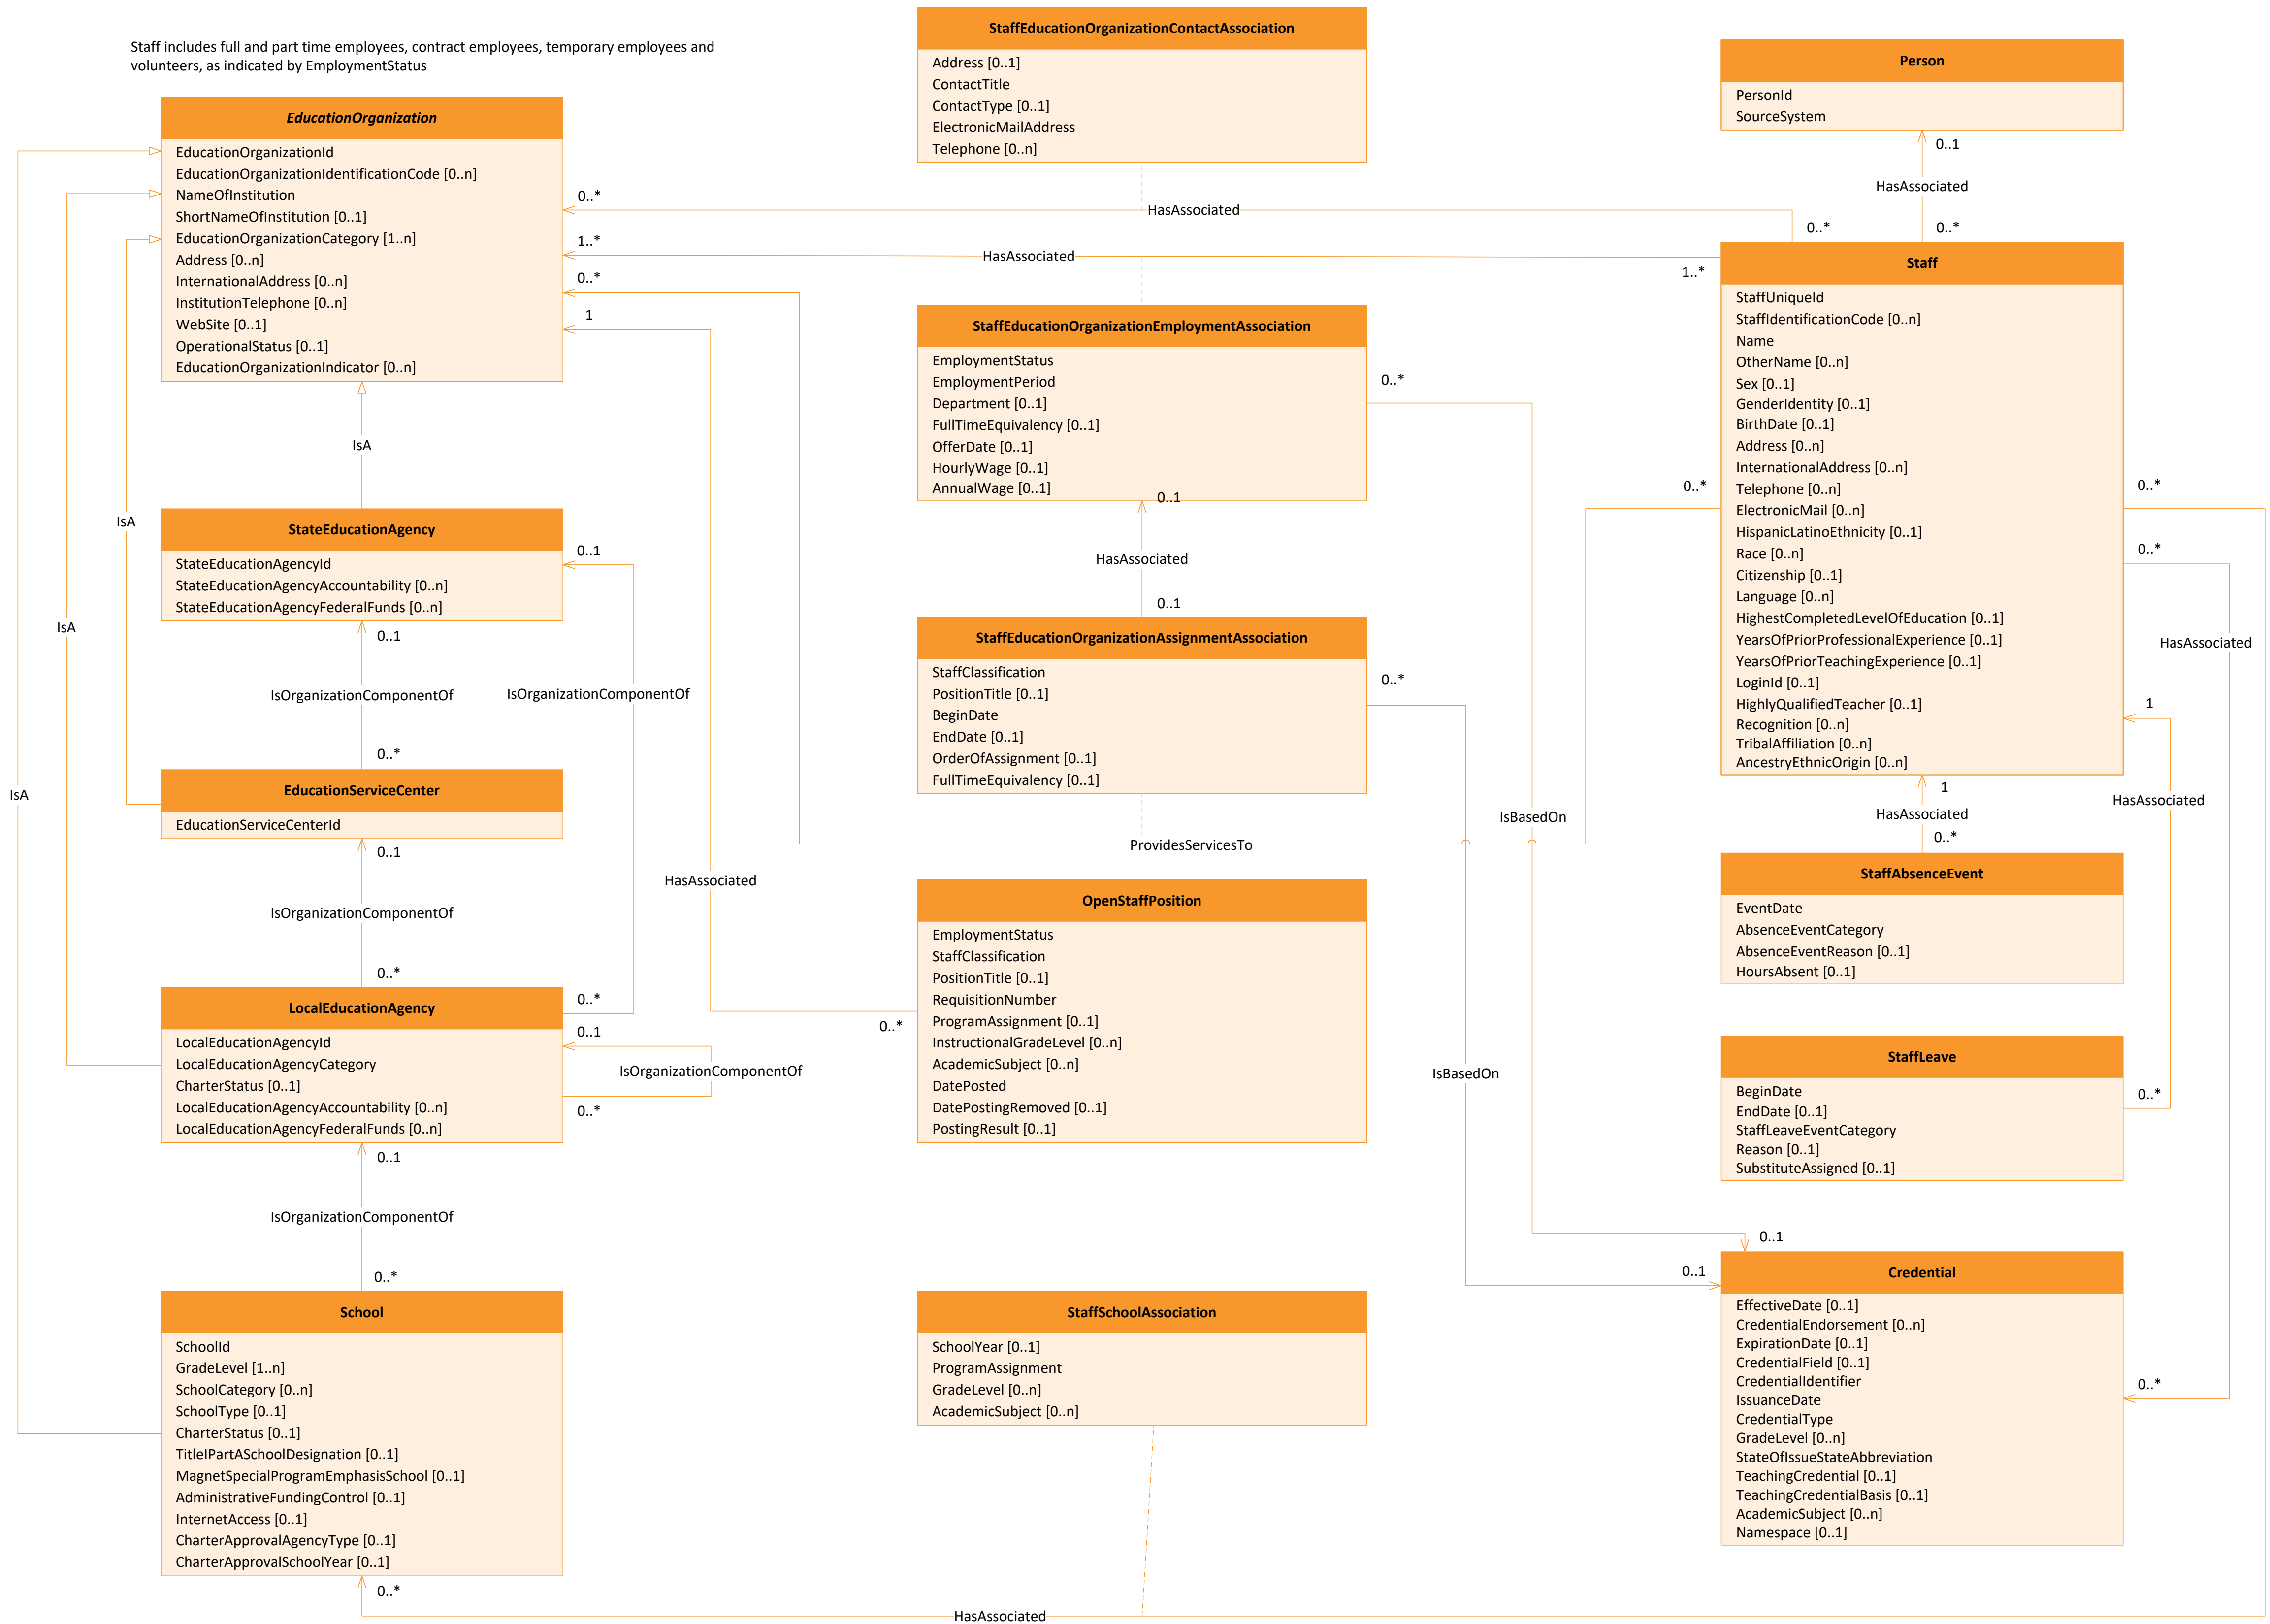 Staff includes full and part time employees, contract employees, temporary employees and
volunteers, as indicated by EmploymentStatus
EducationOrganization
EducationOrganizationId
EducationOrganizationIdentificationCode [0..n]
NameOfInstitution
ShortNameOfInstitution [0..1]
EducationOrganizationCategory [1..n]
Address [0..n]
InternationalAddress [0..n]
InstitutionTelephone [0..n]
WebSite [0..1]
OperationalStatus [0..1]
EducationOrganizationIndicator [0..n]
IsA
IsA
IsA
IsA
StateEducationAgency
StateEducationAgencyId
StateEducationAgencyAccountability [0..n]
StateEducationAgencyFederalFunds [0..n]
0..1
0..1
IsOrganizationComponentOf
IsOrganizationComponentOf
0..*
EducationServiceCenter
EducationServiceCenterId
0..1
IsOrganizationComponentOf
0..*
LocalEducationAgency
LocalEducationAgencyId
LocalEducationAgencyCategory
CharterStatus [0..1]
LocalEducationAgencyAccountability [0..n]
LocalEducationAgencyFederalFunds [0..n]
0..*
0..1
IsOrganizationComponentOf
0..*
0..1
IsOrganizationComponentOf
0..*
School
SchoolId
GradeLevel [1..n]
SchoolCategory [0..n]
SchoolType [0..1]
CharterStatus [0..1]
TitleIPartASchoolDesignation [0..1]
MagnetSpecialProgramEmphasisSchool [0..1]
AdministrativeFundingControl [0..1]
InternetAccess [0..1]
CharterApprovalAgencyType [0..1]
CharterApprovalSchoolYear [0..1]
0..*
StaffEducationOrganizationContactAssociation
Address [0..1]
ContactTitle
ContactType [0..1]
ElectronicMailAddress
Telephone [0..n]
0..*
HasAssociated
0..*
1..*
HasAssociated
1..*
0..*
1
StaffEducationOrganizationEmploymentAssociation
EmploymentStatus
EmploymentPeriod
Department [0..1]
FullTimeEquivalency [0..1]
OfferDate [0..1]
HourlyWage [0..1]
AnnualWage [0..1]
0..*
0..1
HasAssociated
0..1
StaffEducationOrganizationAssignmentAssociation
StaffClassification
PositionTitle [0..1]
BeginDate
EndDate [0..1]
OrderOfAssignment [0..1]
FullTimeEquivalency [0..1]
0..*
ProvidesServicesTo
0..*
IsBasedOn
IsBasedOn
HasAssociated
0..*
OpenStaffPosition
EmploymentStatus
StaffClassification
PositionTitle [0..1]
RequisitionNumber
ProgramAssignment [0..1]
InstructionalGradeLevel [0..n]
AcademicSubject [0..n]
DatePosted
DatePostingRemoved [0..1]
PostingResult [0..1]
StaffSchoolAssociation
SchoolYear [0..1]
ProgramAssignment
GradeLevel [0..n]
AcademicSubject [0..n]
HasAssociated
Person
PersonId
SourceSystem
0..1
HasAssociated
0..*
Staff
StaffUniqueId
StaffIdentificationCode [0..n]
Name
OtherName [0..n]
Sex [0..1]
GenderIdentity [0..1]
BirthDate [0..1]
Address [0..n]
InternationalAddress [0..n]
Telephone [0..n]
ElectronicMail [0..n]
HispanicLatinoEthnicity [0..1]
Race [0..n]
Citizenship [0..1]
Language [0..n]
HighestCompletedLevelOfEducation [0..1]
YearsOfPriorProfessionalExperience [0..1]
YearsOfPriorTeachingExperience [0..1]
LoginId [0..1]
HighlyQualifiedTeacher [0..1]
Recognition [0..n]
TribalAffiliation [0..n]
AncestryEthnicOrigin [0..n]
0..*
0..*
HasAssociated
1
HasAssociated
1
HasAssociated
0..*
StaffAbsenceEvent
EventDate
AbsenceEventCategory
AbsenceEventReason [0..1]
HoursAbsent [0..1]
StaffLeave
BeginDate
EndDate [0..1]
StaffLeaveEventCategory
Reason [0..1]
SubstituteAssigned [0..1]
0..*
0..1
0..1
Credential
EffectiveDate [0..1]
CredentialEndorsement [0..n]
ExpirationDate [0..1]
CredentialField [0..1]
CredentialIdentifier
IssuanceDate
CredentialType
GradeLevel [0..n]
StateOfIssueStateAbbreviation
TeachingCredential [0..1]
TeachingCredentialBasis [0..1]
AcademicSubject [0..n]
Namespace [0..1]
0..*